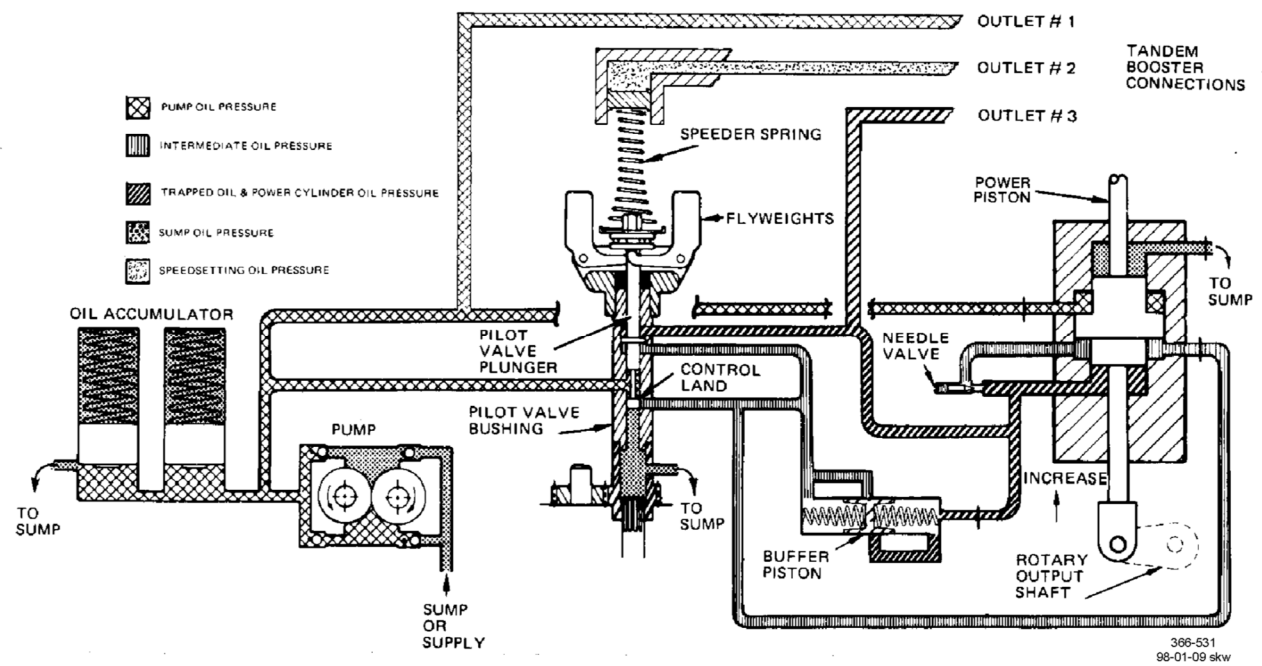 OUTLET # 1
OUTLET # 2
OUTLET # 3
TANDEM
BOOSTER
CONNECTIONS
PUMP OIL PRESSURE
INTERMEDIATE OIL PRESSURE
TRAPPED OIL & POWER CYLINDER OIL PRESSURE
SUMP OIL PRESSURE
SPEEDSETTING OIL PRESSURE
SPEEDER SPRING
FLYWEIGHTS
POWER
PISTON
TO
SUMP
OIL ACCUMULATOR
PILOT
VALVE
PLUNGER
NEEDLE
VALVE
CONTROL
LAND
PILOT VALVE
BUSHING
PUMP
TO
SUMP
TO
SUMP
INCREASE
BUFFER
PISTON
ROTARY
OUTPUT
SHAFT
SUMP
OR
SUPPLY
366-531
98-01-09 skw